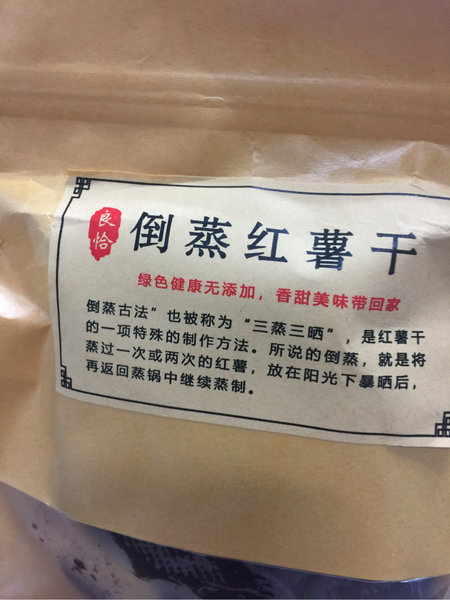 良恰
倒蒸红薯干
绿色健康无添加，香甜美味带回家
倒蒸古法”也被称为“三蒸三晒”，是红薯干
的一项特殊的制作方法。所说的倒蒸，就是将
蒸过一次或两次的红薯，放在阳光下暴晒后，
再返回蒸锅中继续蒸制。